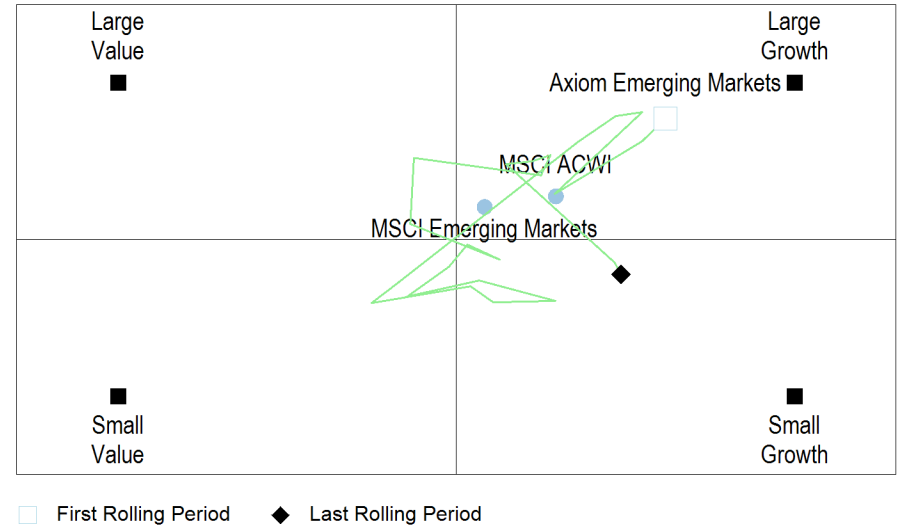 Large
Value
Large
Growth
Axiom Emerging Markets
MSCI ACWI
MSCI Emerging Markets
Small
Value
Small
Growth
First Rolling Period
Last Rolling Period